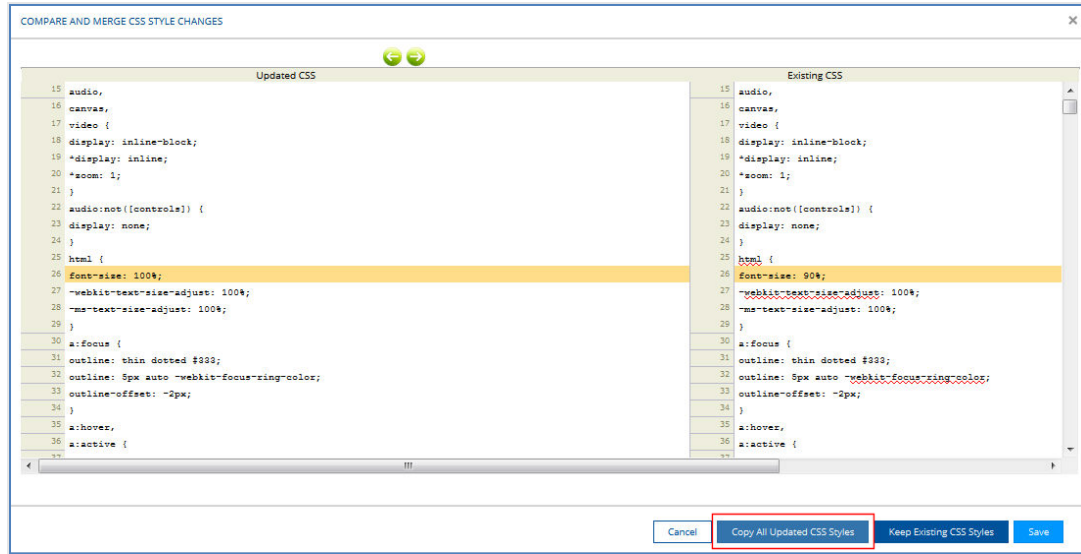 COMPARE AND MERGE CSS STYLE CHANGES
×
Updated CSS
15 audio,
16 canvas,
17 video {
18 display: inline-block;
19 *display: inline;
20 *zoom: 1;
21 }
22 audio:not([controls]) {
23 display: none;
24 }
25 html {
26 font-size: 100%;
27 -webkit-text-size-adjust: 100%;
28 -ms-text-size-adjust: 100%;
29 }
30 a:focus {
31 outline: thin dotted #333;
32 outline: 5px auto -webkit-focus-ring-color;
33 outline-offset: -2px;
34 }
35 a:hover,
36 a:active {
37
Existing CSS
15 audio,
16 canvas,
17 video {
18 display: inline-block;
19 *display: inline;
20 *zoom: 1;
21 }
22 audio:not([controls]) {
23 display: none;
24 }
25 html {
26 font-size: 90%;
27 -webkit-text-size-adjust: 100%;
28 -ms-text-size-adjust: 100%;
29 }
30 a:focus {
31 outline: thin dotted #333;
32 outline: 5px auto -webkit-focus-ring-color;
33 outline-offset: -2px;
34 }
35 a:hover,
36 a:active {
37
Cancel
Copy All Updated CSS Styles
Keep Existing CSS Styles
Save